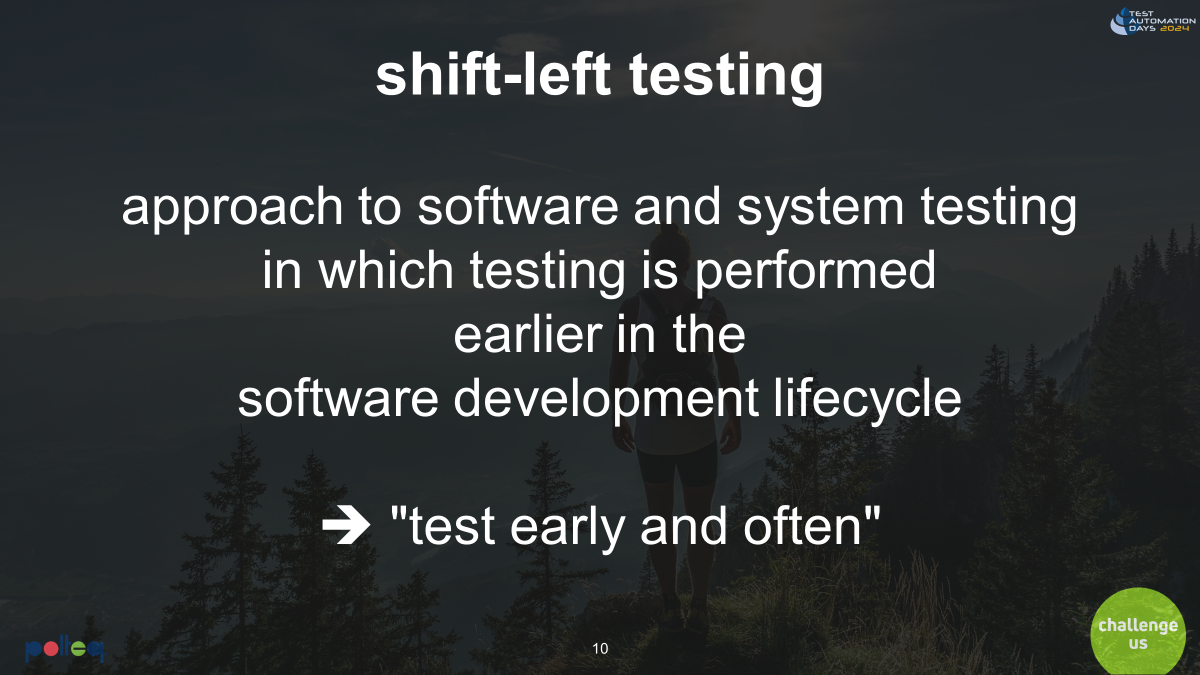 TEST
AUTOMATION
DAYS 2024
shift-left testing
approach to software and system testing
in which testing is performed
earlier in the
software development lifecycle
➔ "test early and often"
polteq
10
challenge
us